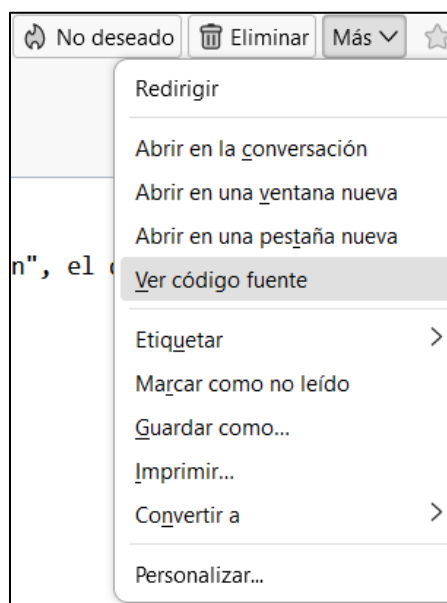 No deseado Eliminar Más
Redirigir
Abrir en la conversación
Abrir en una ventana nueva
Abrir en una pestaña nueva
n", el
Ver código fuente
Etiquetar
Marcar como no leído
Guardar como...
Imprimir...
Convertir a
Personalizar...